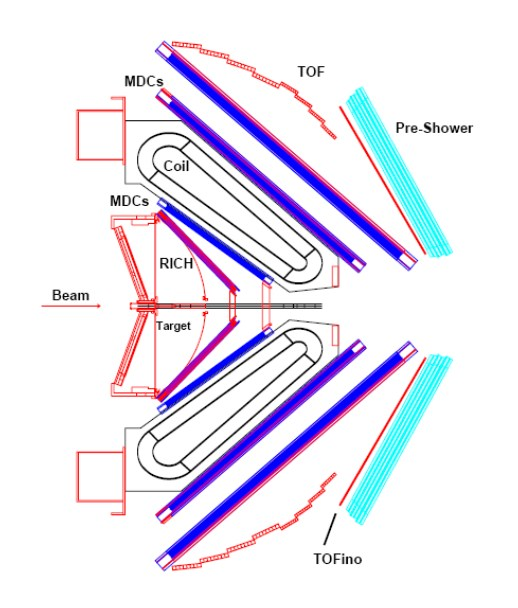 TOF
MDCs
Pre-Shower
Coil
MDCs
RICH
Beam
Target
TOFino